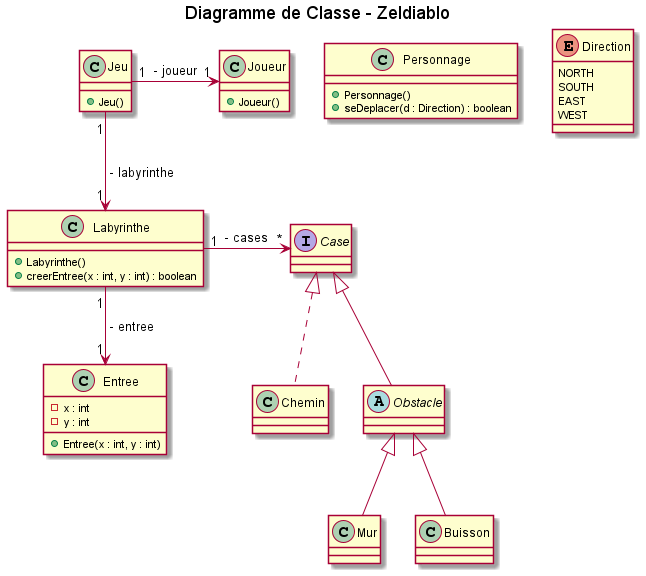 Diagramme de Classe - Zeldiablo
C Jeu
Jeu()
1 - joueur 1
C Joueur
Joueur()
C Personnage
Personnage()
seDeplacer(d : Direction) : boolean
E Direction
NORTH
SOUTH
EAST
WEST
1
- labyrinthe
1
C Labyrinthe
Labyrinthe()
creerEntree(x : int, y : int) : boolean
1 - cases *
I Case
1
- entree
1
C Entree
x : int
y : int
Entree(x : int, y : int)
C Chemin
A Obstacle
C Mur
C Buisson